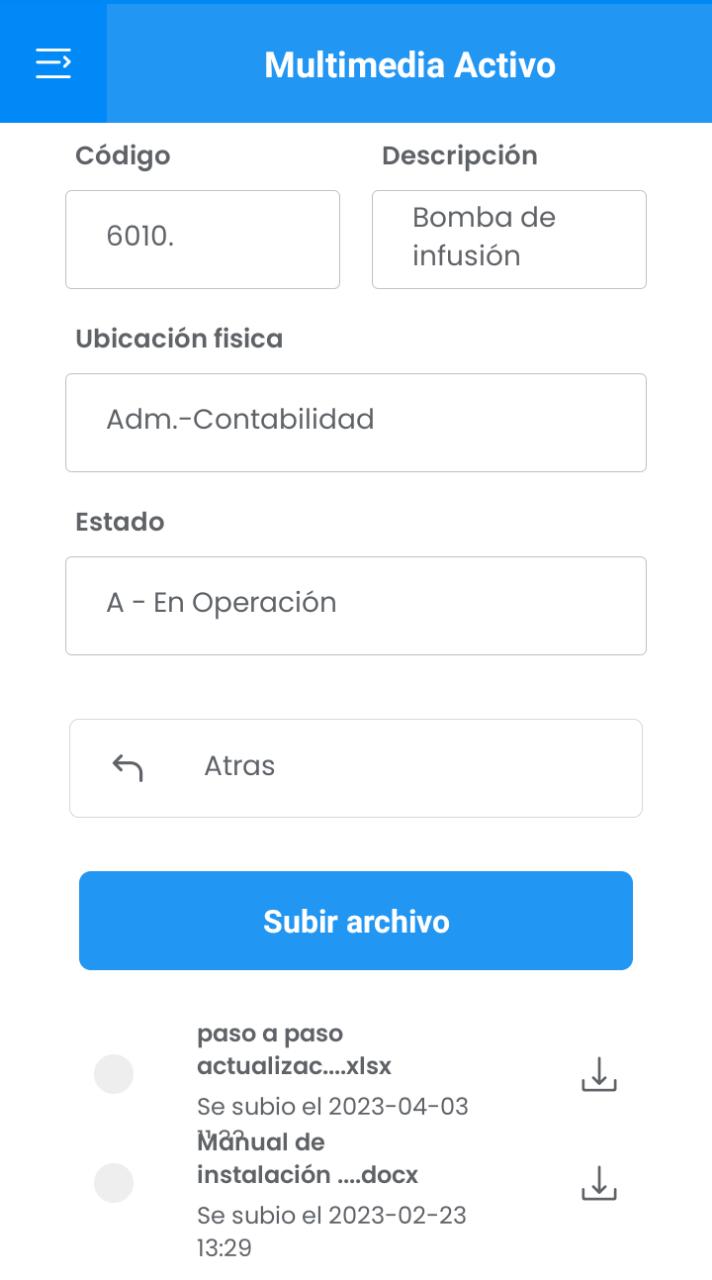 Multimedia Activo
Código
Descripción
6010.
Bomba de
infusión
Ubicación fisica
Adm.-Contabilidad
Estado
A - En Operación
Atras
Subir archivo
paso a paso
actualizac....xlsx
Se subio el 2023-04-03
Manual de
instalación ....docx
Se subio el 2023-02-23
13:29